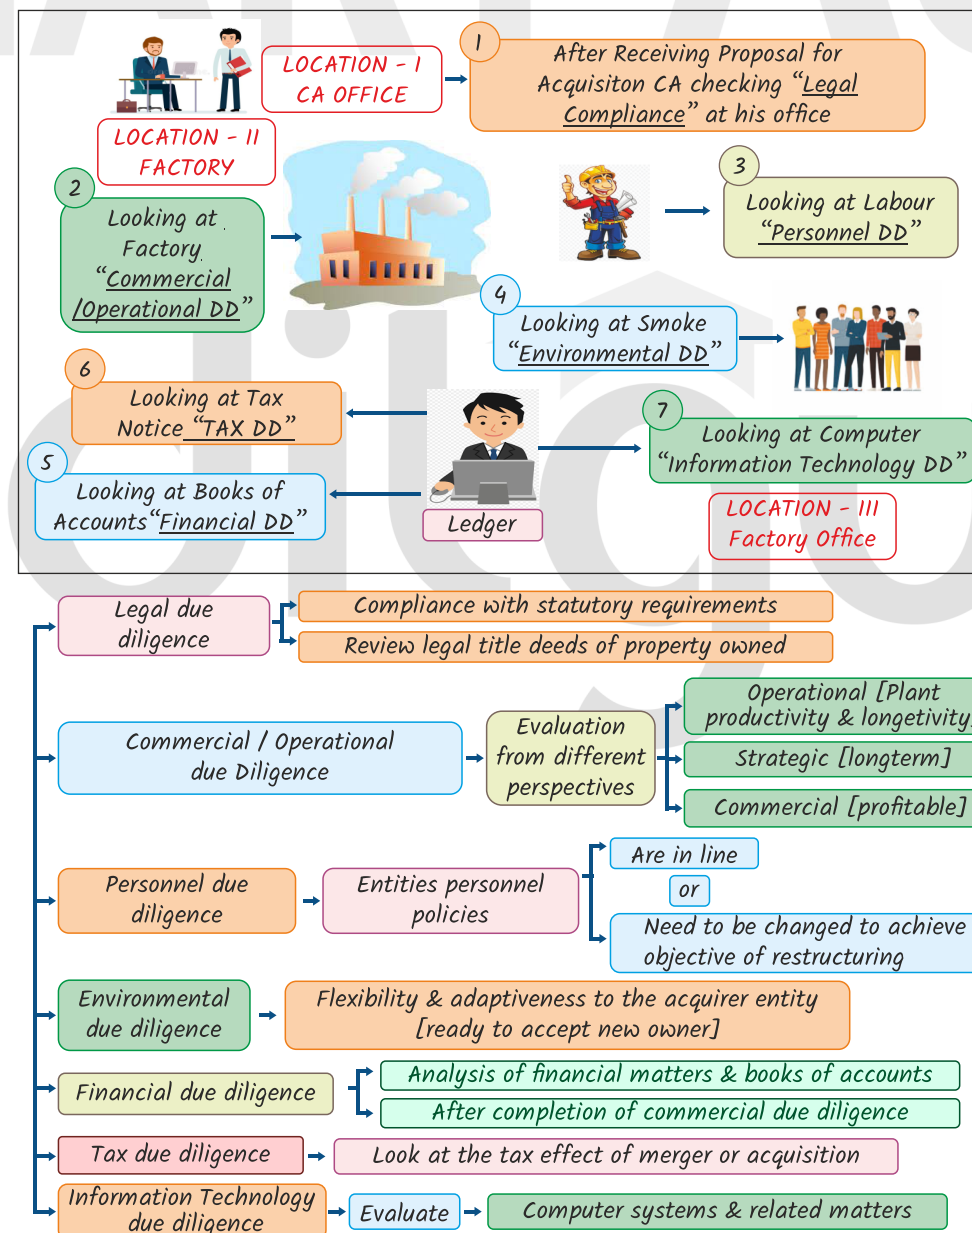 LOCATION - I
CA OFFICE
1
After Receiving Proposal for
Acquisiton CA checking “Legal
Compliance” at his office
LOCATION - II
FACTORY
2
Looking at
Factory
“Commercial
/Operational DD”
3
Looking at Labour
“Personnel DD”
4
Looking at Smoke
“Environmental DD”
6
Looking at Tax
Notice “TAX DD”
7
Looking at Computer
“Information Technology DD”
5
Looking at Books of
Accounts“Financial DD”
Ledger
LOCATION - III
Factory Office
Legal due
diligence
Compliance with statutory requirements
Review legal title deeds of property owned
Commercial / Operational
due Diligence
Evaluation
from different
perspectives
Operational [Plant
productivity & longetivity]
Strategic [longterm]
Commercial [profitable]
Personnel due
diligence
Entities personnel
policies
Are in line
or
Need to be changed to achieve
objective of restructuring
Environmental
due diligence
Flexibility & adaptiveness to the acquirer entity
[ready to accept new owner]
Financial due diligence
Analysis of financial matters & books of accounts
After completion of commercial due diligence
Tax due diligence
Look at the tax effect of merger or acquisition
Information Technology
due diligence
Evaluate
Computer systems & related matters